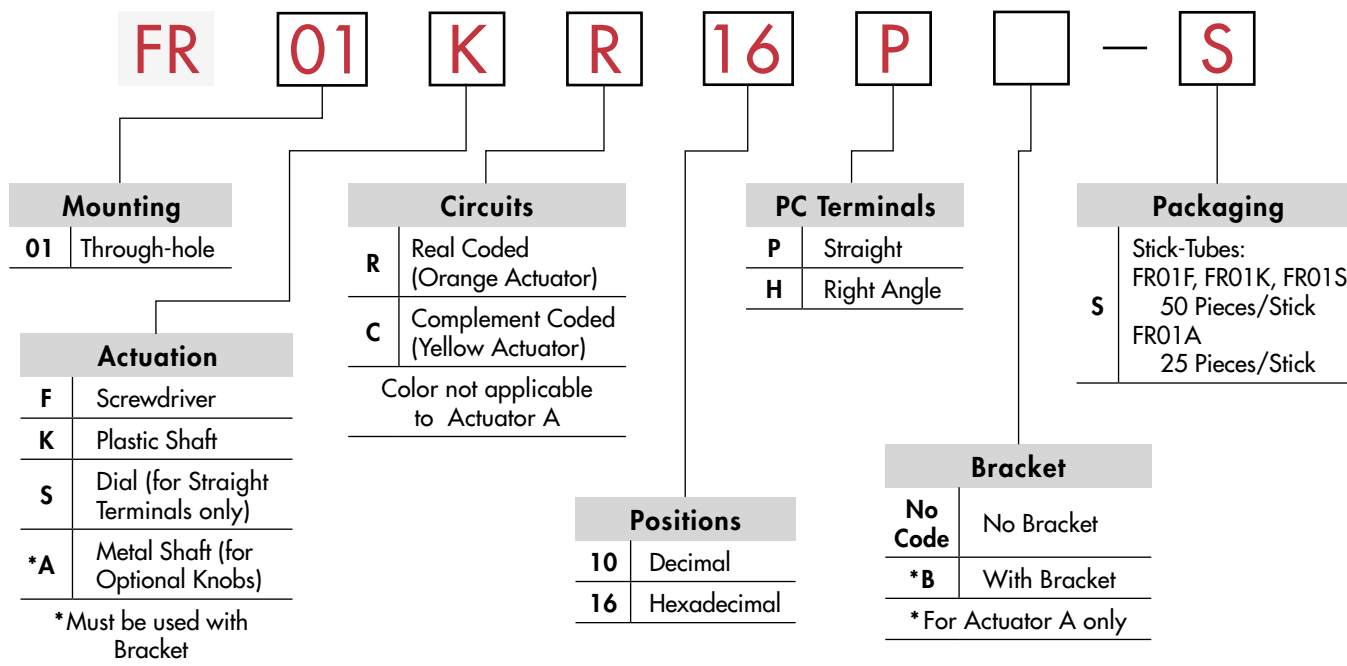 FR 01 K R 16 P — S
Mounting
01 Through-hole
Actuation
F Screwdriver
K Plastic Shaft
S Dial (for Straight
Terminals only)
*A Metal Shaft (for
Optional Knobs)
*Must be used with
Bracket
Circuits
R Real Coded
(Orange Actuator)
C Complement Coded
(Yellow Actuator)
Color not applicable
to Actuator A
Positions
10 Decimal
16 Hexadecimal
PC Terminals
P Straight
H Right Angle
Bracket
No
Code No Bracket
*B With Bracket
*For Actuator A only
Packaging
S Stick-Tubes:
FR01F, FR01K, FR01S
50 Pieces/Stick
FR01A
25 Pieces/Stick